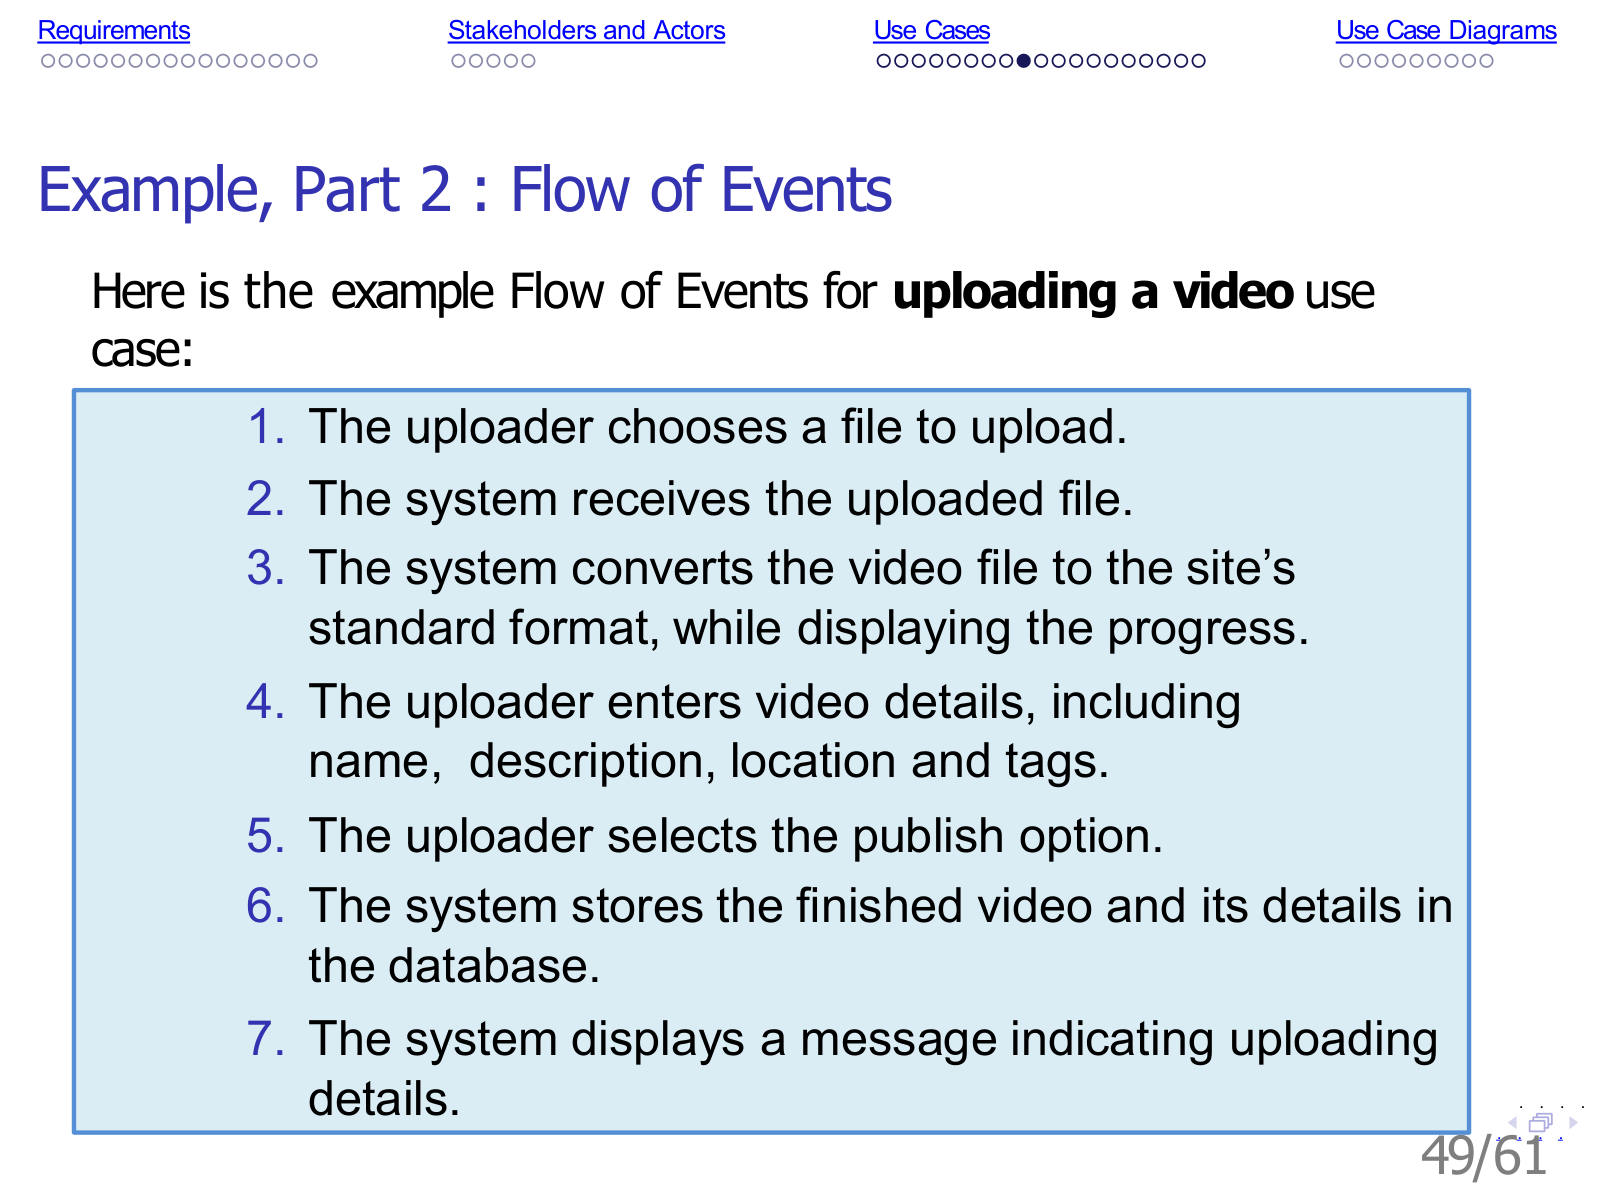 Requirements Stakeholders and Actors Use Cases Use Case Diagrams
Example, Part 2 : Flow of Events
Here is the example Flow of Events for uploading a video use
case:
1. The uploader chooses a file to upload.
2. The system receives the uploaded file.
3. The system converts the video file to the site’s
standard format, while displaying the progress.
4. The uploader enters video details, including
name, description, location and tags.
5. The uploader selects the publish option.
6. The system stores the finished video and its details in
the database.
7. The system displays a message indicating uploading
details.
49/61